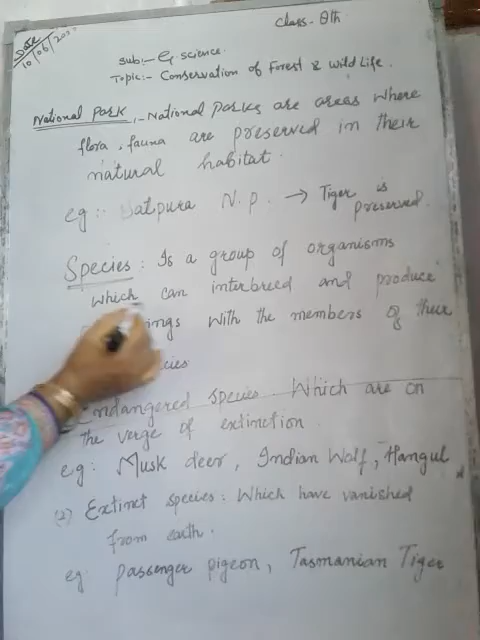 Class- 8th
Date
10/06/
Sub:- G science.
Topic:- Conservation of Forest & Wild Life.
National Park,- National Parks are areas where
flora, fauna are preserved in their
natural habitat.
eg:- Satpura N.P. → Tiger is
preserved.
Species: Is a group of organisms
which can interbreed and produce
ings with the members of their
cies
Endangered species. Which are on
the verge of extinction.
eg: Musk deer, Indian Wolf, Hangul
(2) Extinct species: Which have vanished
from earth.
eg. passenger pigeon, Tasmanian Tiger